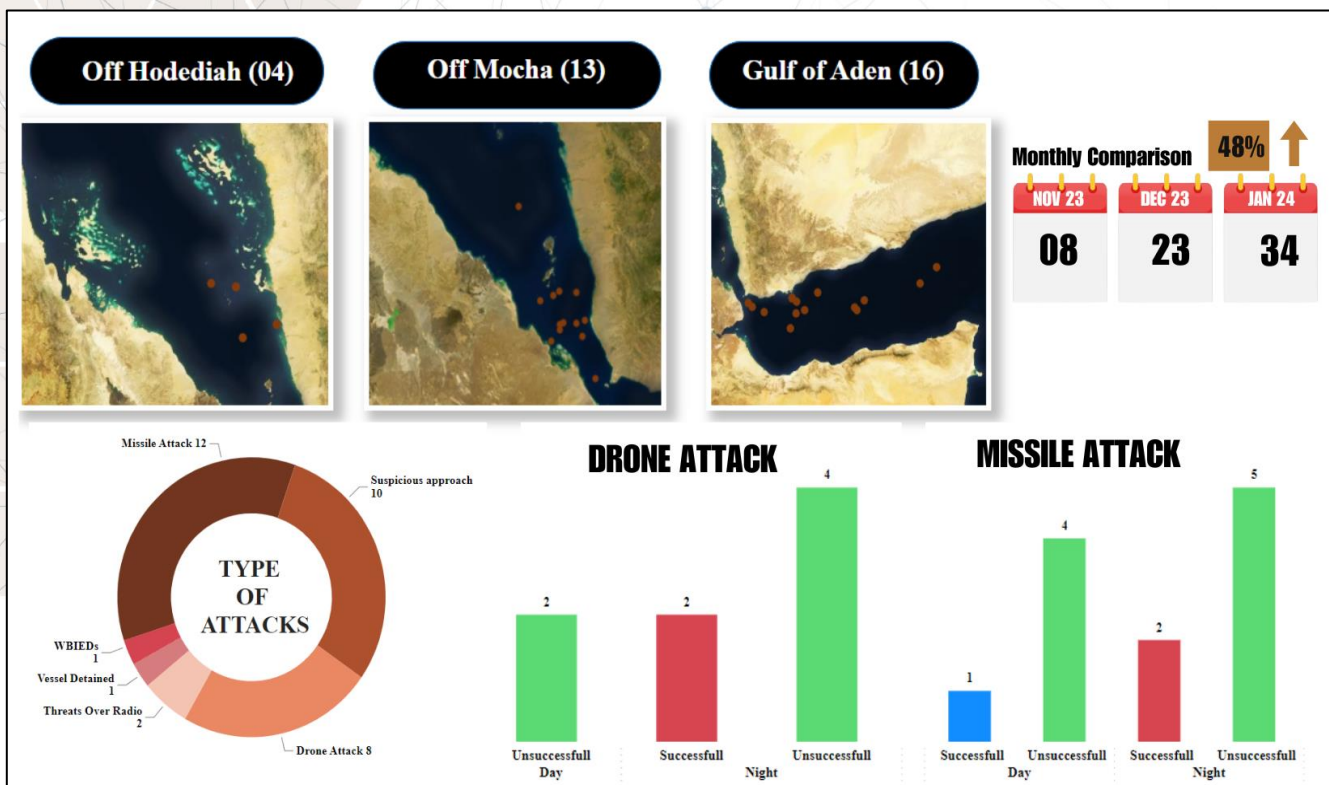 Off Hodediah (04)
Off Mocha (13)
Gulf of Aden (16)
Monthly Comparison
48%
NOV 23
DEC 23
JAN 24
08
23
34
Missile Attack 12
Suspicious approach
10
TYPE
OF
ATTACKS
WBIEDs
1
Vessel Detained
1
Threats Over Radio
2
Drone Attack 8
DRONE ATTACK
2
2
4
Unsuccessfull
Successfull
Unsuccessfull
Day
Night
MISSILE ATTACK
1
4
2
5
Successfull
Unsuccessfull
Successfull
Unsuccessfull
Day
Night